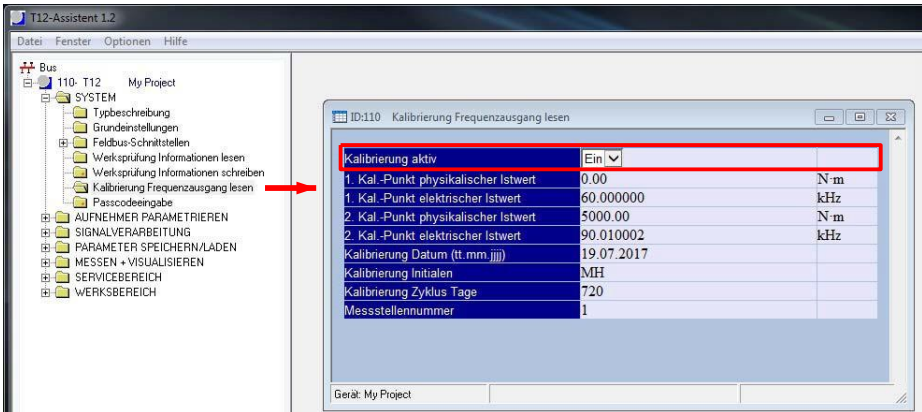 T12-Assistent 1.2
Datei Fenster Optionen Hilfe
Bus
110- T12 My Project
SYSTEM
Typbeschreibung
Grundeinstellungen
Feldbus-Schnittstellen
Werksprüfung Informationen lesen
Werksprüfung Informationen schreiben
Kalibrierung Frequenzausgang lesen
Passcodeeingabe
AUFNEHMER PARAMETRIEREN
SIGNALVERARBEITUNG
PARAMETER SPEICHERN/LADEN
MESSEN + VISUALISIEREN
SERVICEBEREICH
WERKSBEREICH
ID:110 Kalibrierung Frequenzausgang lesen
Kalibrierung aktiv Ein
1. Kal.-Punkt physikalischer Istwert 0.00 N·m
1. Kal.-Punkt elektrischer Istwert 60.000000 kHz
2. Kal.-Punkt physikalischer Istwert 5000.00 N·m
2. Kal.-Punkt elektrischer Istwert 90.010002 kHz
Kalibrierung Datum (tt.mm.jjjj) 19.07.2017
Kalibrierung Initialen MH
Kalibrierung Zyklus Tage 720
Messstellennummer 1
Gerät: My Project